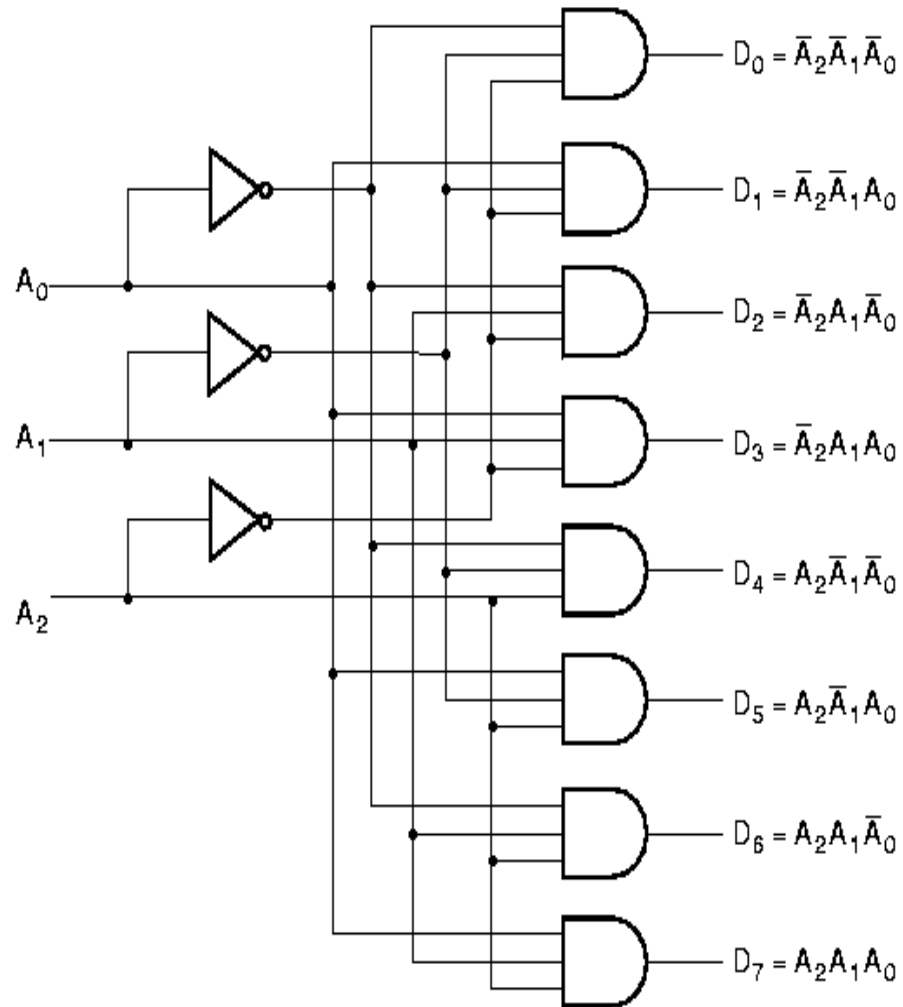 D₀ = A̅₂A̅₁A̅₀
D₁ = A̅₂A̅₁A₀
A₀
D₂ = A̅₂A₁A̅₀
A₁
D₃ = A̅₂A₁A₀
D₄ = A₂A̅₁A̅₀
A₂
D₅ = A₂A̅₁A₀
D₆ = A₂A₁A̅₀
D₇ = A₂A₁A₀